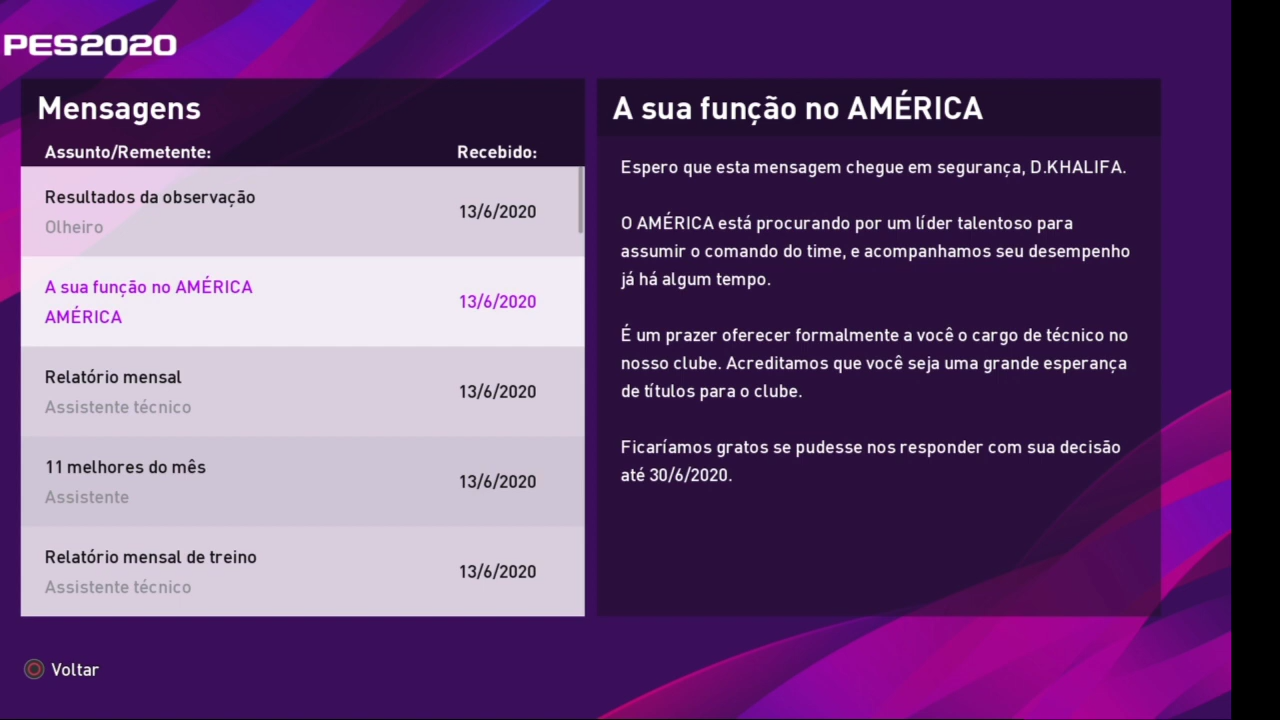 PES2020
Mensagens
Assunto/Remetente: Recebido:
Resultados da observação
Olheiro
13/6/2020
A sua função no AMÉRICA
AMÉRICA
13/6/2020
Relatório mensal
Assistente técnico
13/6/2020
11 melhores do mês
Assistente
13/6/2020
Relatório mensal de treino
Assistente técnico
13/6/2020
A sua função no AMÉRICA
Espero que esta mensagem chegue em segurança, D.KHALIFA.
O AMÉRICA está procurando por um líder talentoso para
assumir o comando do time, e acompanhamos seu desempenho
já há algum tempo.
É um prazer oferecer formalmente a você o cargo de técnico no
nosso clube. Acreditamos que você seja uma grande esperança
de títulos para o clube.
Ficaríamos gratos se pudesse nos responder com sua decisão
até 30/6/2020.
Voltar